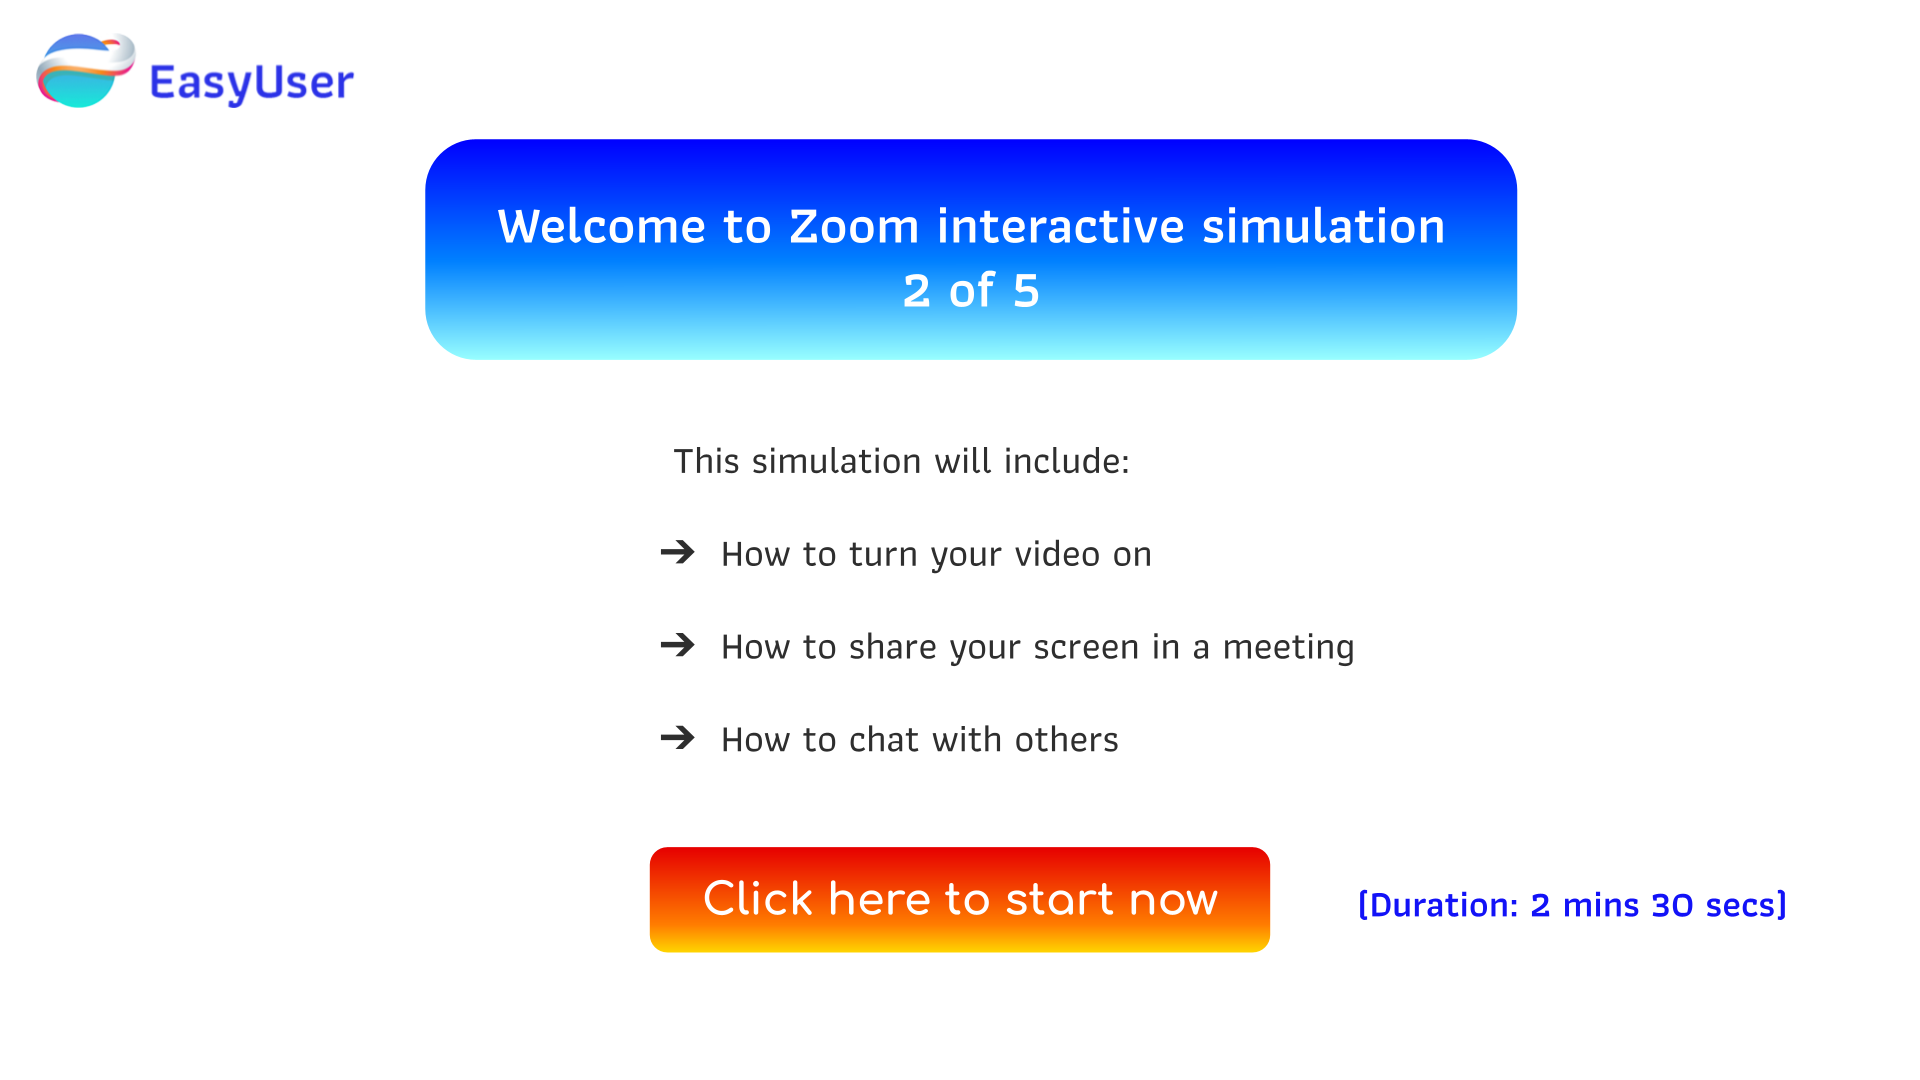 EasyUser
Welcome to Zoom interactive simulation
2 of 5
This simulation will include:
➔ How to turn your video on
➔ How to share your screen in a meeting
➔ How to chat with others
Click here to start now
(Duration: 2 mins 30 secs)